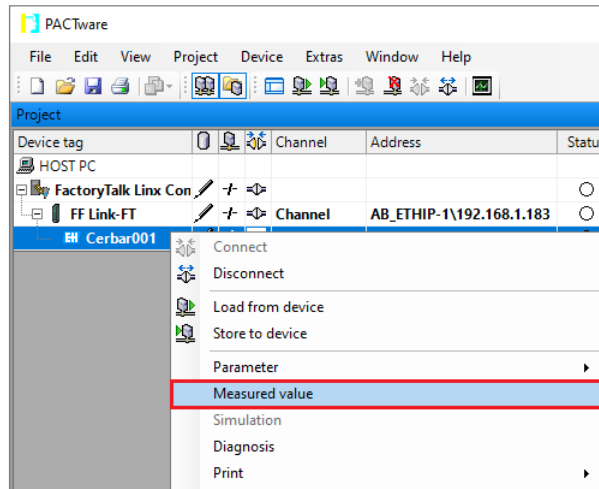 PACTware
File Edit View Project Device Extras Window Help
Project
Device tag Channel Address Statu
HOST PC
FactoryTalk Linx Con
FF Link-FT Channel AB_ETHIP-1\192.168.1.183
EH Cerbar001
Connect
Disconnect
Load from device
Store to device
Parameter
Measured value
Simulation
Diagnosis
Print